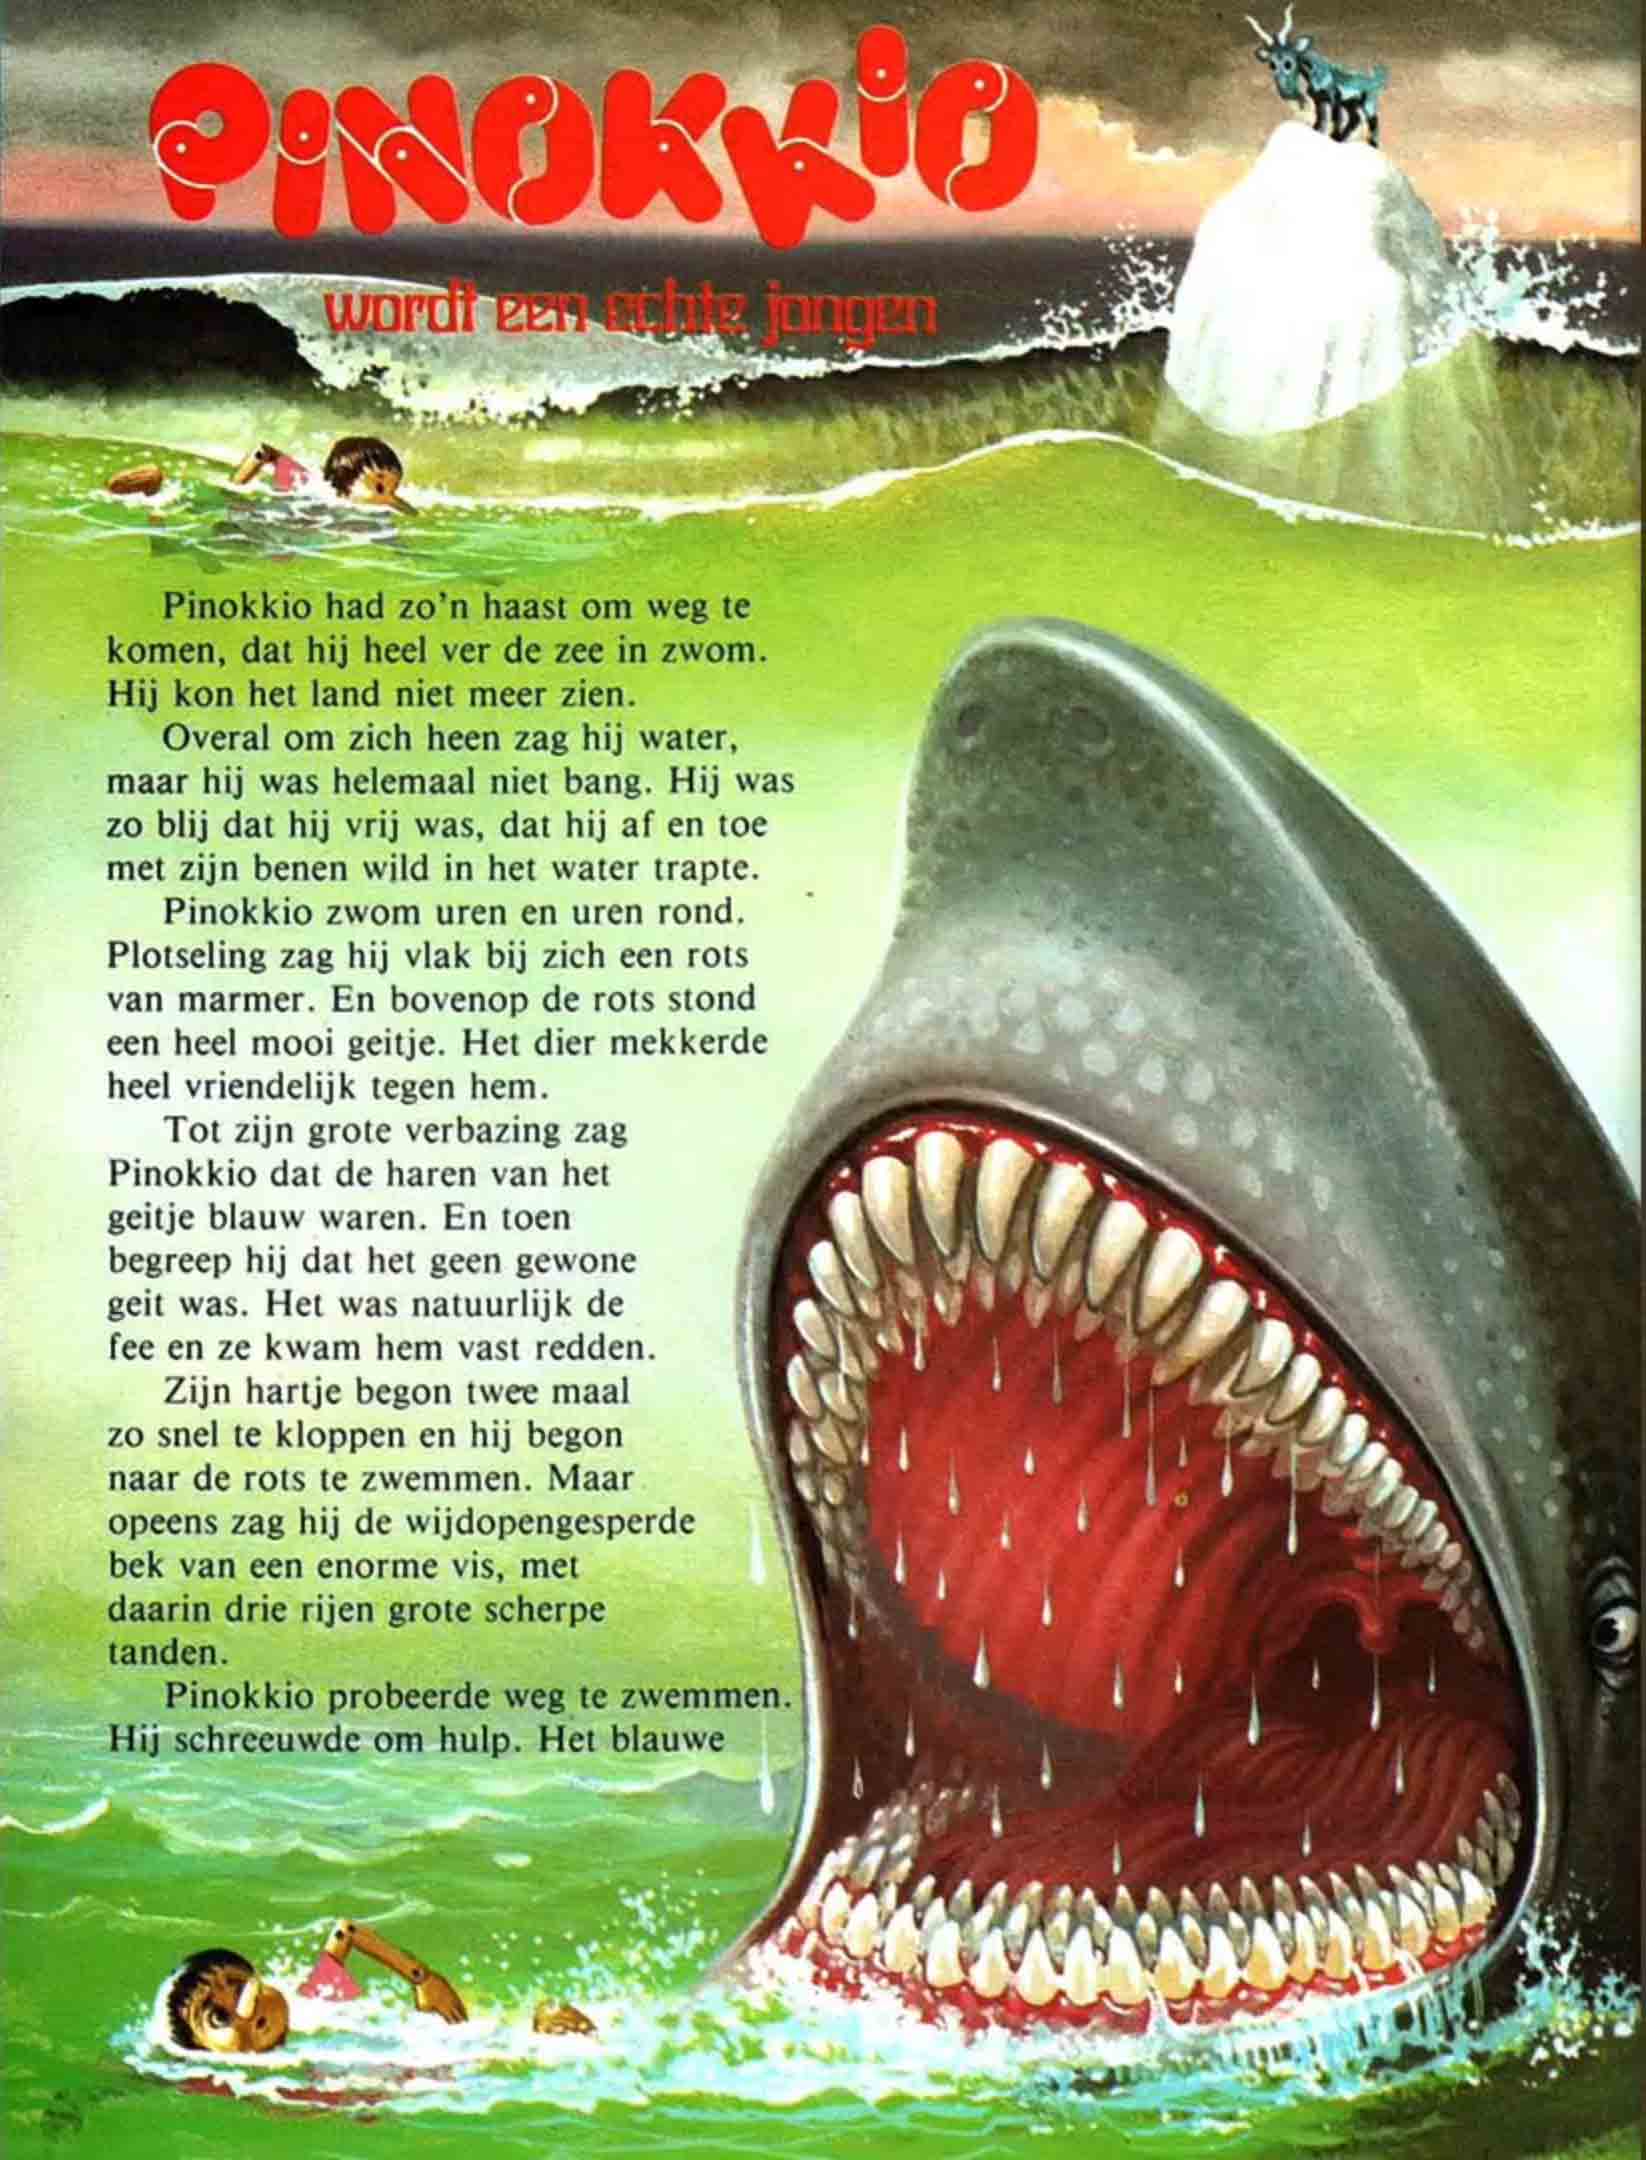 PINOKKIO
wordt een echte jongen
Pinokkio had zo'n haast om weg te
komen, dat hij heel ver de zee in zwom.
Hij kon het land niet meer zien.
Overal om zich heen zag hij water,
maar hij was helemaal niet bang. Hij was
zo blij dat hij vrij was, dat hij af en toe
met zijn benen wild in het water trapte.
Pinokkio zwom uren en uren rond.
Plotseling zag hij vlak bij zich een rots
van marmer. En bovenop de rots stond
een heel mooi geitje. Het dier mekkerde
heel vriendelijk tegen hem.
Tot zijn grote verbazing zag
Pinokkio dat de haren van het
geitje blauw waren. En toen
begreep hij dat het geen gewone
geit was. Het was natuurlijk de
fee en ze kwam hem vast redden.
Zijn hartje begon twee maal
zo snel te kloppen en hij begon
naar de rots te zwemmen. Maar
opeens zag hij de wijdopengesperde
bek van een enorme vis, met
daarin drie rijen grote scherpe
tanden.
Pinokkio probeerde weg te zwemmen.
Hij schreeuwde om hulp. Het blauwe